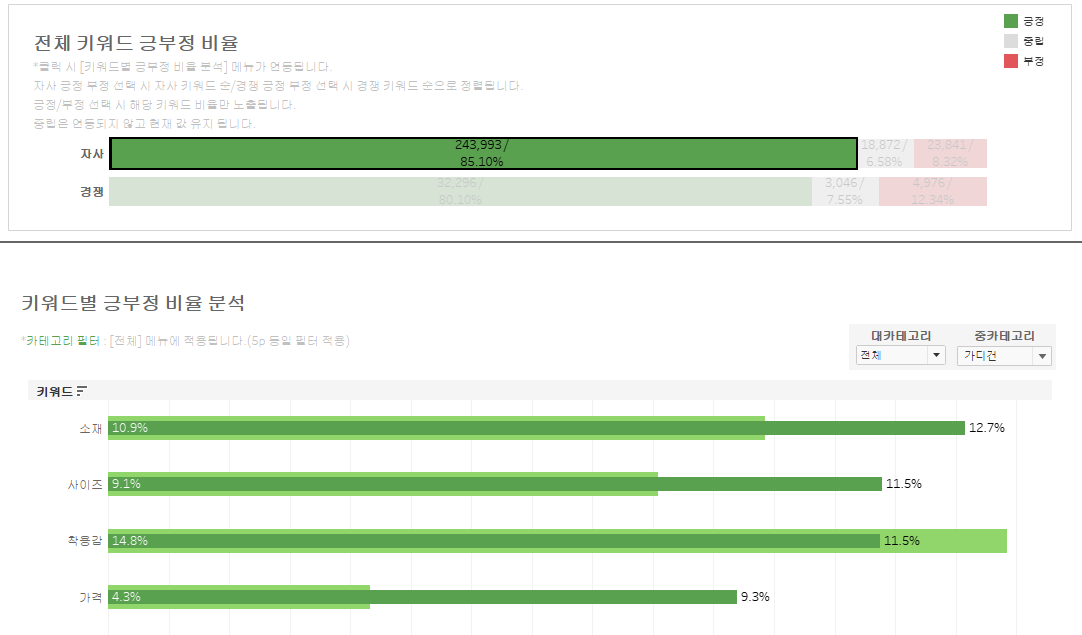 긍정
중립
부정
전체 키워드 긍부정 비율
*클릭 시 [키워드별 긍부정 비율 분석] 메뉴가 연동됩니다.
자사 긍정 부정 선택 시 자사 키워드 순/경쟁 긍정 부정 선택 시 경쟁 키워드 순으로 정렬됩니다.
긍정/부정 선택 시 해당 키워드 비율만 노출됩니다.
중립은 연동되지 않고 현재 값 유지 됩니다.
자사
243,993 /
85.10%
18,872 /
6.58%
23,841 /
8.32%
경쟁
32,296 /
80.10%
3,046 /
7.55%
4,976 /
12.34%
키워드별 긍부정 비율 분석
*카테고리 필터 : [전체] 메뉴에 적용됩니다.(5p 동일 필터 적용)
대카테고리 중카테고리
전체 가디건
키워드
소재 10.9% 12.7%
사이즈 9.1% 11.5%
착용감 14.8% 11.5%
가격 4.3% 9.3%